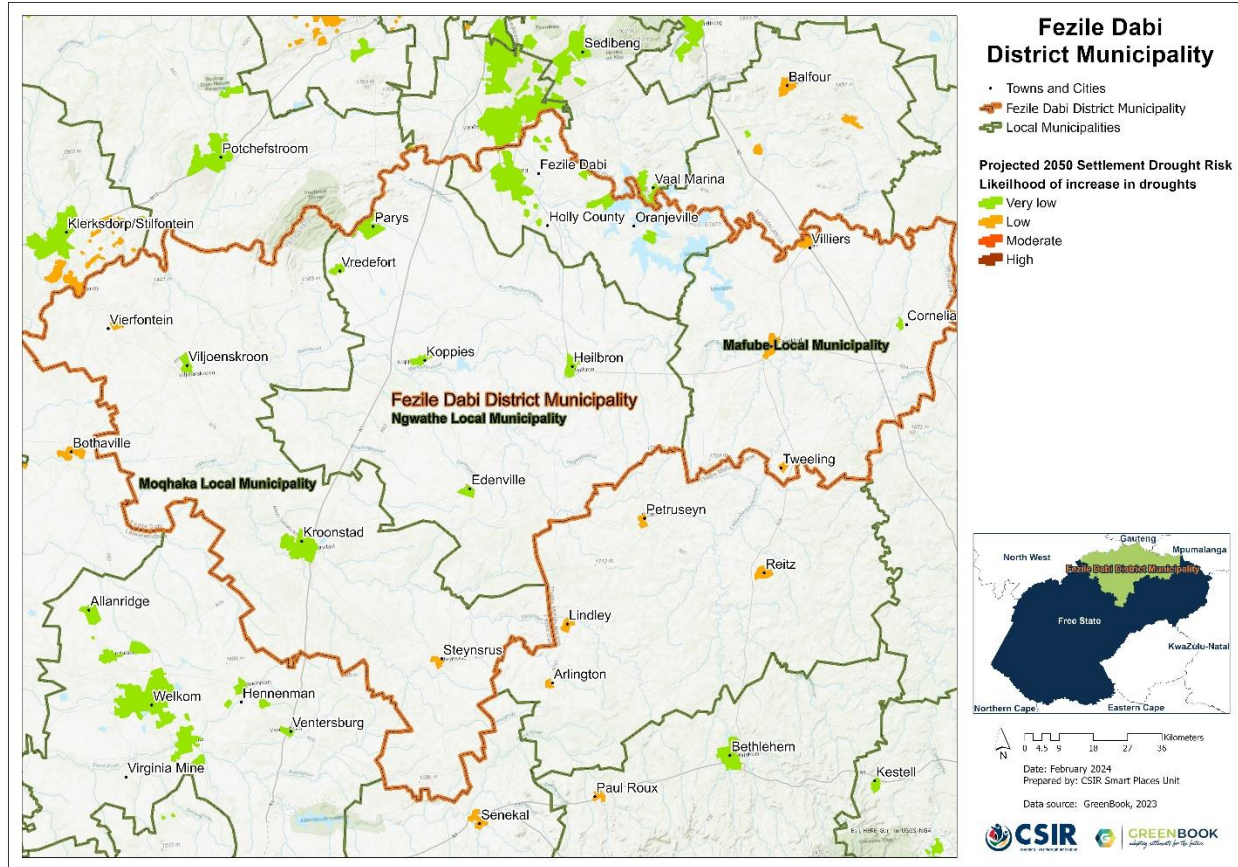 Fezile Dabi
District Municipality
Towns and Cities
Fezile Dabi District Municipality
Local Municipalities
Projected 2050 Settlement Drought Risk
Likeilhood of increase in droughts
Very low
Low
Moderate
High
Sedibeng
Balfour
Potchefstroom
Fezile Dabi
Vaal Marina
Klerksdorp/Stilfontein
Parys
Holly County
Oranjeville
Villiers
Vredefort
Vierfontein
Cornelia
Viljoenskroon
Koppies
Heilbron
Mafube Local Municipality
Fezile Dabi District Municipality
Ngwathe Local Municipality
Bothaville
Tweeling
Moqhaka Local Municipality
Edenville
Petruseyn
Kroonstad
Reitz
Allanridge
Lindley
Steynsrus
Arlington
Welkom
Hennenman
Ventersburg
Bethlehem
Virginia Mine
Kestell
Paul Roux
Senekal
Gauteng
North West
Mpumalanga
Fezile Dabi District Municipality
Free State
KwaZulu-Natal
Northern Cape
Eastern Cape
Kilometers
0 4.5 9 18 27 36
N
Date: February 2024
Prepared by: CSIR Smart Places Unit
Data source: GreenBook, 2023
CSIR
GREENBOOK
adapting settlements for the future